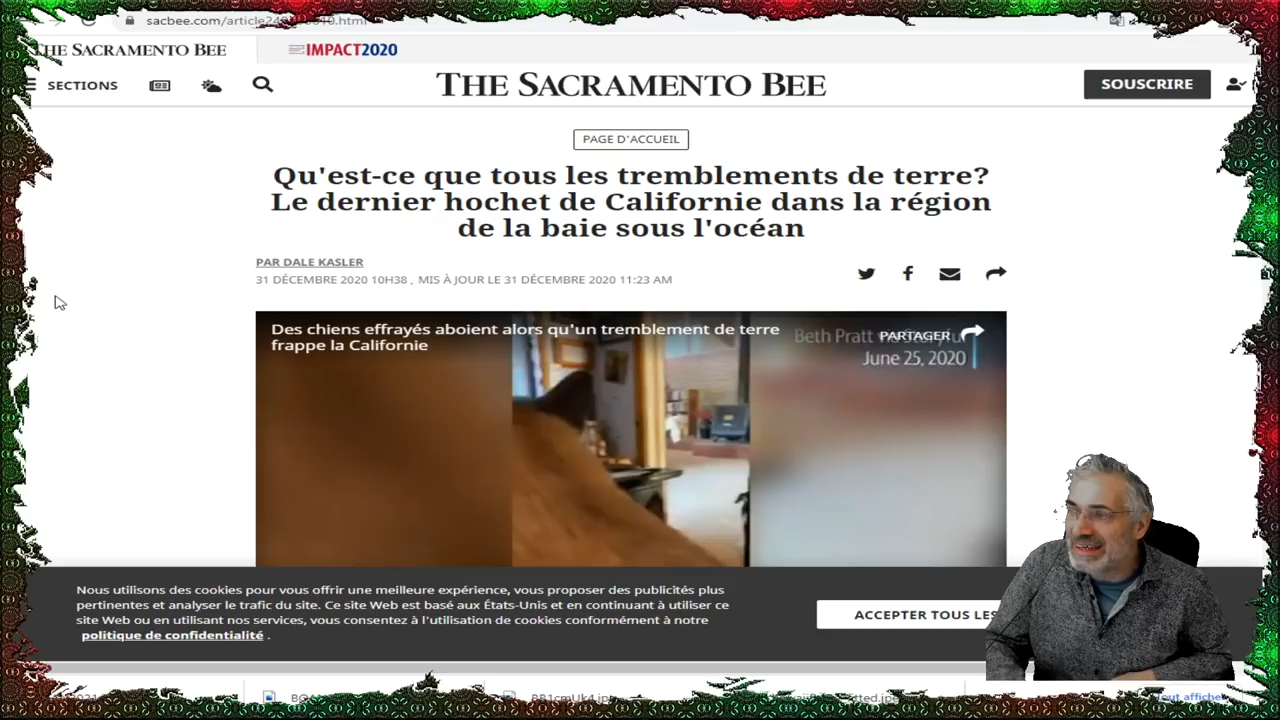 THE SACRAMENTO BEE
IMPACT2020
SECTIONS
THE SACRAMENTO BEE
SOUSCRIRE
PAGE D'ACCUEIL
Qu'est-ce que tous les tremblements de terre?
Le dernier hochet de Californie dans la région
de la baie sous l'océan
PAR DALE KASLER
31 DÉCEMBRE 2020 10H38 , MIS À JOUR LE 31 DÉCEMBRE 2020 11:23 AM
Des chiens effrayés aboient alors qu'un tremblement de terre
frappe la Californie
Beth Pratt
PARTAGER
June 25, 2020
Nous utilisons des cookies pour vous offrir une meilleure expérience, vous proposer des publicités plus
pertinentes et analyser le trafic du site. Ce site Web est basé aux États-Unis et en continuant à utiliser ce
site Web ou en utilisant nos services, vous consentez à l'utilisation de cookies conformément à notre
politique de confidentialité .
ACCEPTER TOUS LES